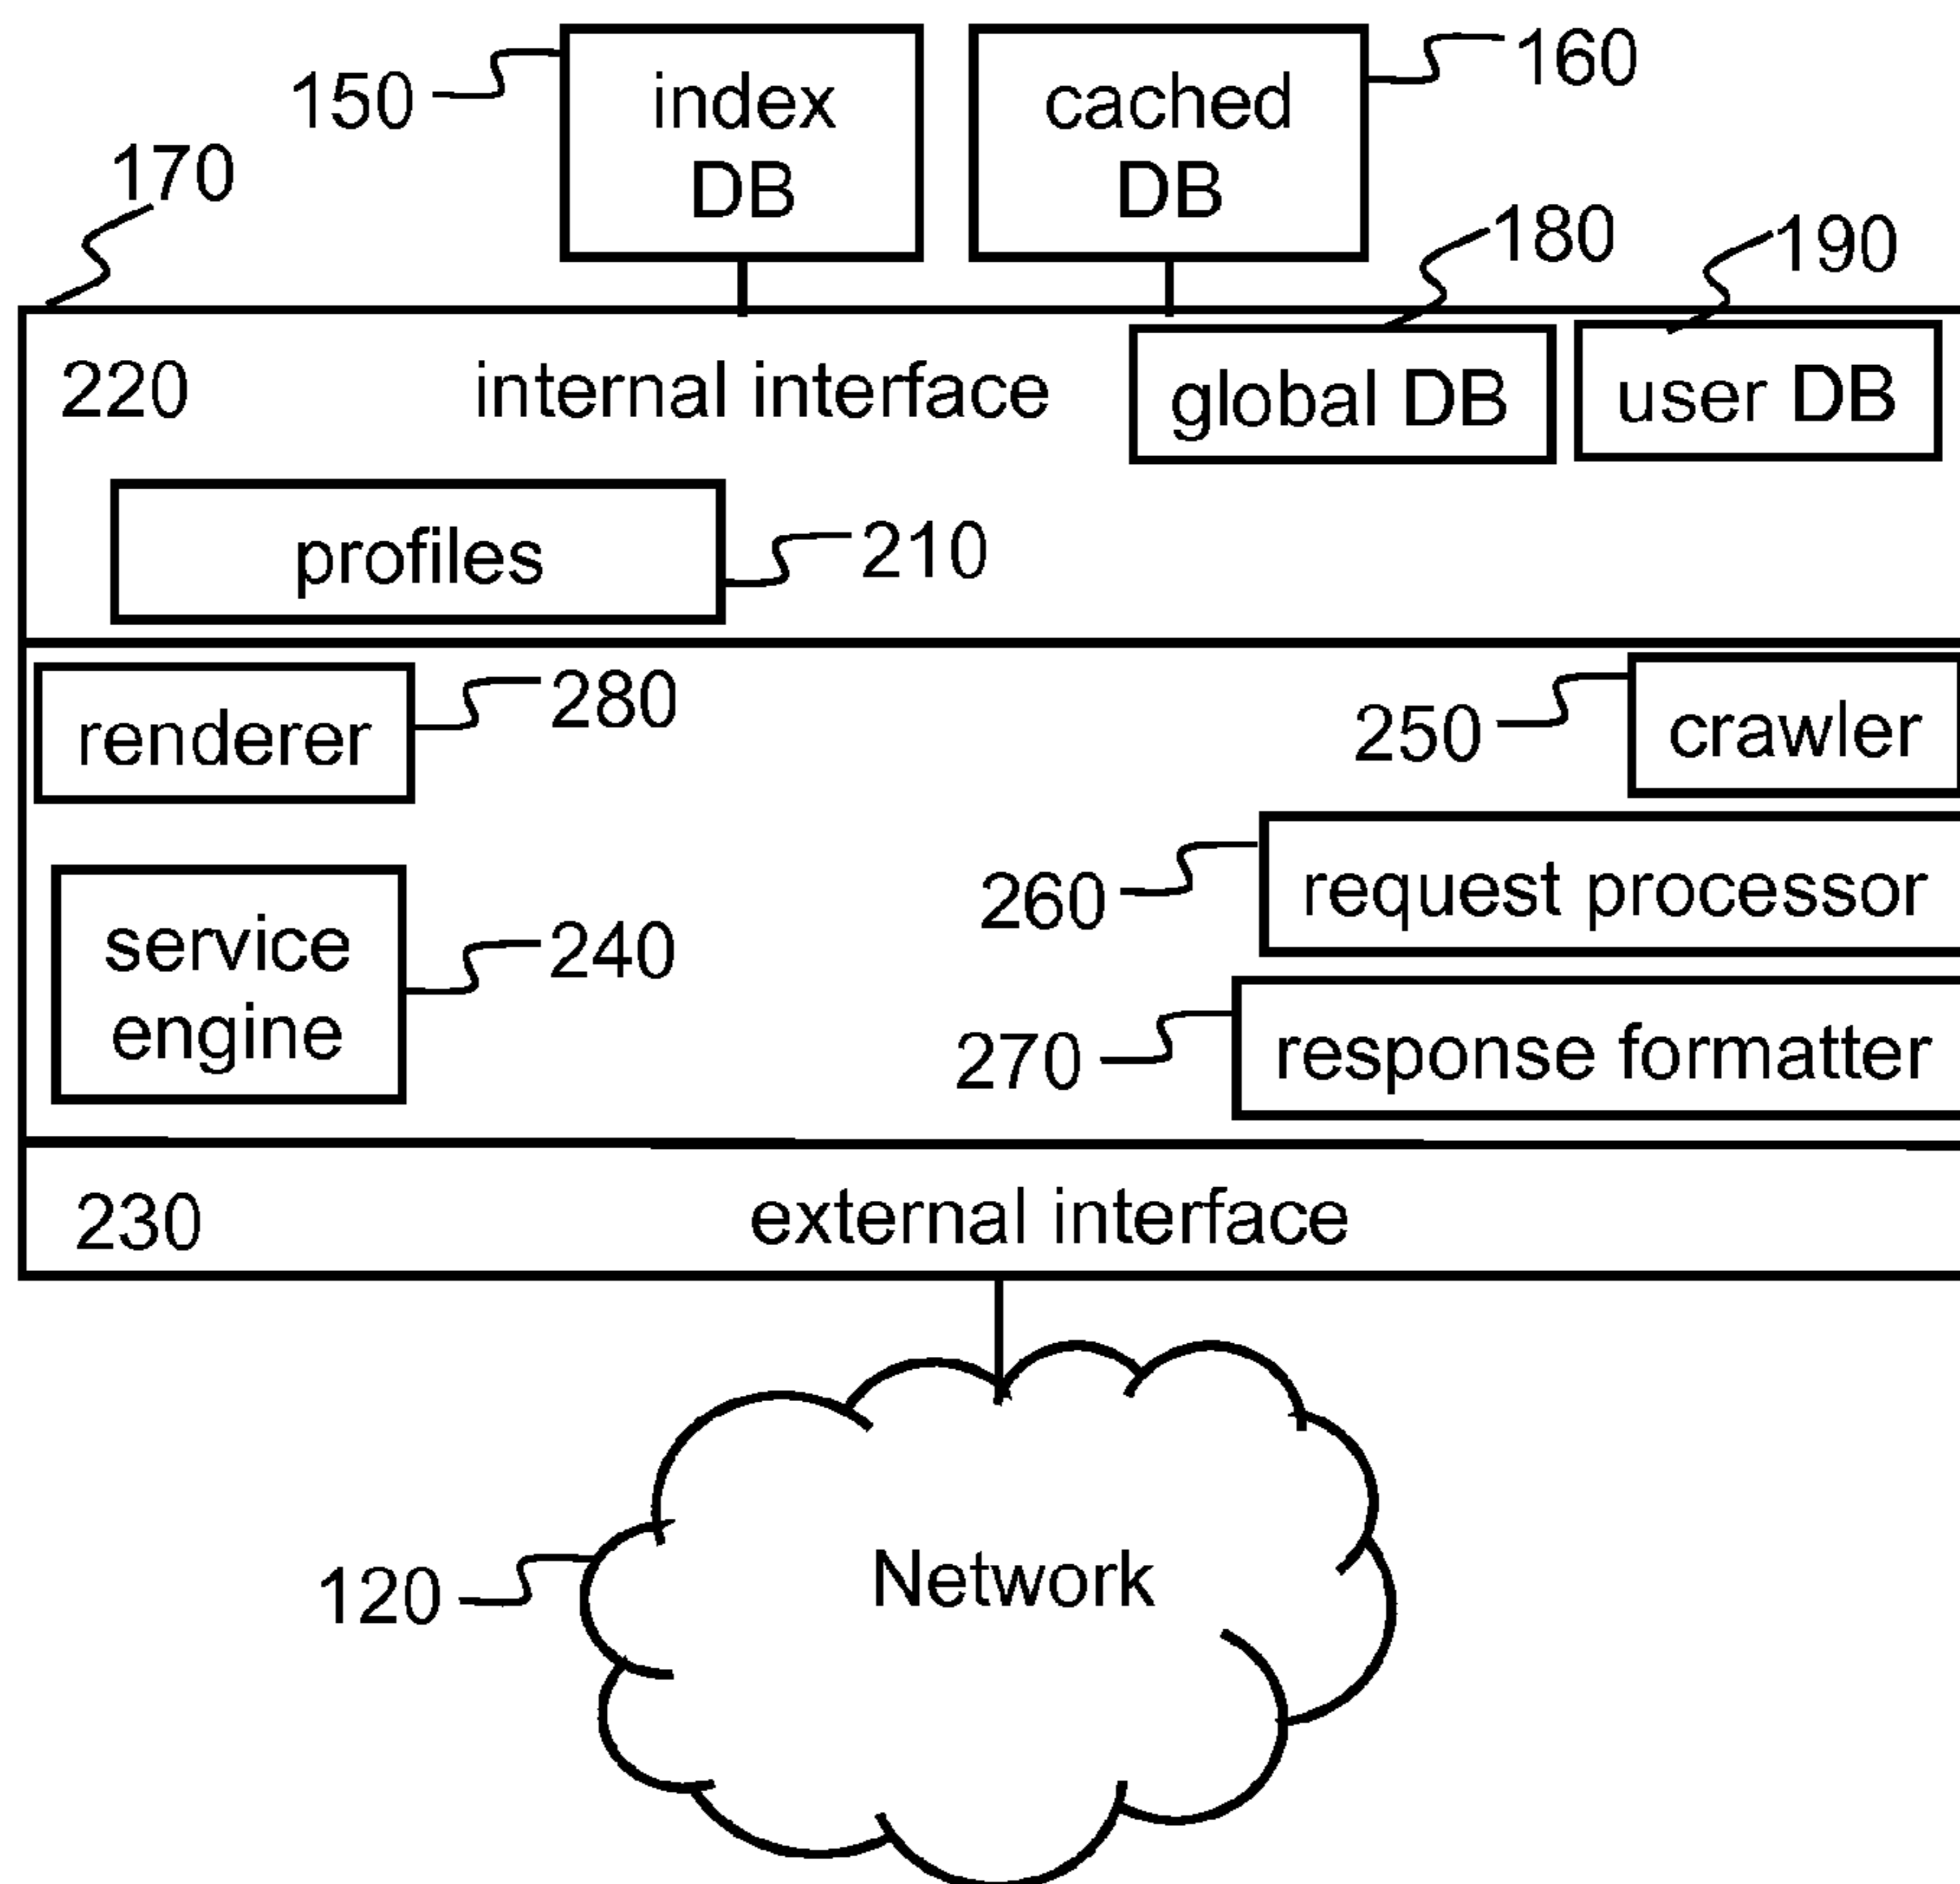 150
index
DB
cached
DB
160
170
180
190
220
internal interface
global DB
user DB
profiles
210
renderer
280
250
crawler
260
request processor
service
engine
240
270
response formatter
230
external interface
120
Network